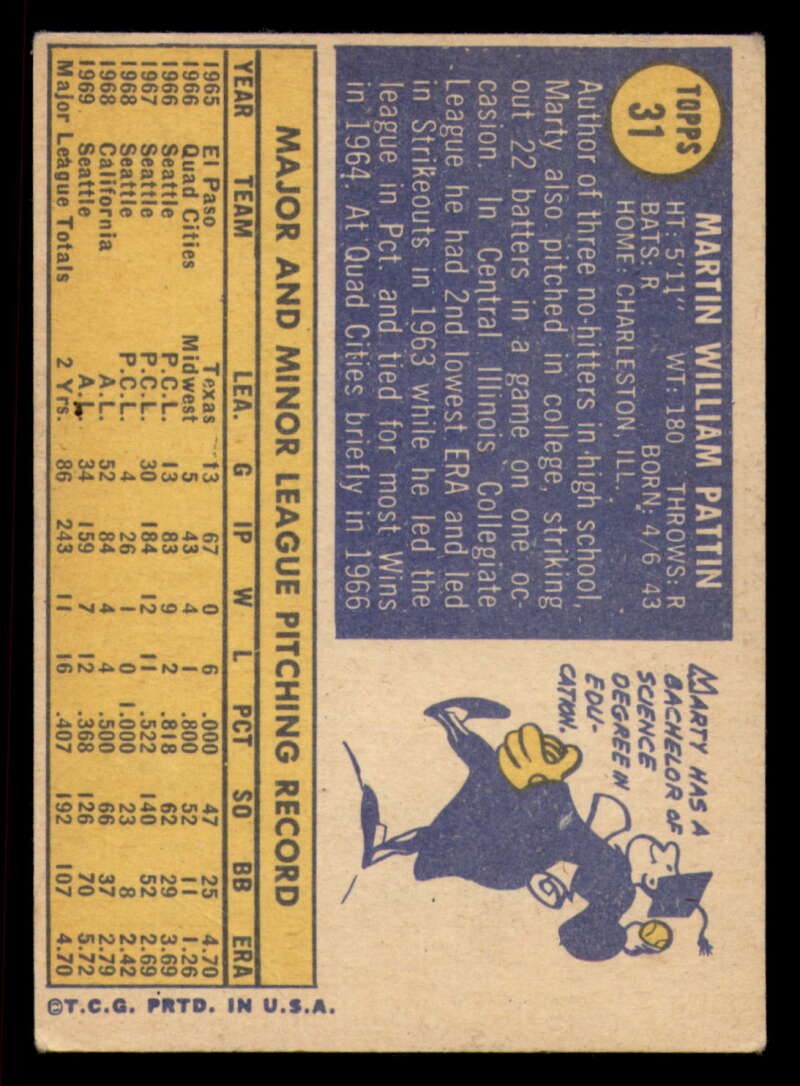 TOPPS
31
MARTIN WILLIAM PATTIN
HT: 5'11" WT: 180 THROWS: R
BATS: R BORN: 4/6 43
HOME: CHARLESTON, ILL.
Author of three no-hitters in high school,
Marty also pitched in college, striking
out 22 batters in a game on one oc-
casion. In Central Illinois Collegiate
League he had 2nd lowest ERA and led
in Strikeouts in 1963 while he led the
league in Pct. and tied for most Wins
in 1964. At Quad Cities briefly in 1966
MARTY HAS A
BACHELOR OF
SCIENCE
DEGREE IN
EDU-
CATION.
MAJOR AND MINOR LEAGUE PITCHING RECORD
YEAR TEAM LEA. G IP W L PCT SO BB ERA
1965 El Paso Texas 13 67 0 6 .000 47 25 4.70
1966 Quad Cities Midwest 5 43 4 1 .800 52 11 1.26
1966 Seattle P.C.L. 13 83 9 2 .818 62 29 3.69
1967 Seattle P.C.L. 30 184 12 11 .522 140 52 2.69
1968 Seattle P.C.L. 4 26 1 0 1.000 23 8 2.42
1968 California A.L. 52 84 4 4 .500 66 37 2.79
1969 Seattle A.L. 34 159 7 12 .368 126 70 5.72
Major League Totals 2 Yrs. 86 243 11 16 .407 192 107 4.70
©T.C.G. PRTD. IN U.S.A.